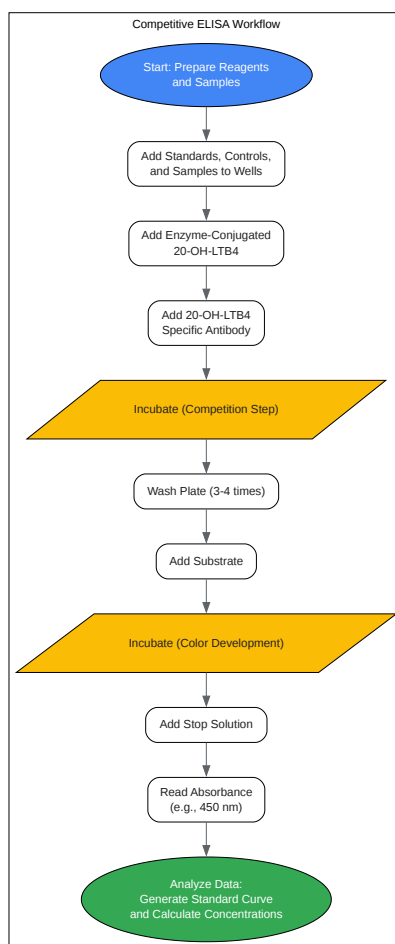 Competitive ELISA Workflow
Start: Prepare Reagents
and Samples
Add Standards, Controls,
and Samples to Wells
Add Enzyme-Conjugated
20-OH-LTB4
Add 20-OH-LTB4
Specific Antibody
Incubate (Competition Step)
Wash Plate (3-4 times)
Add Substrate
Incubate (Color Development)
Add Stop Solution
Read Absorbance
(e.g., 450 nm)
Analyze Data:
Generate Standard Curve
and Calculate Concentrations